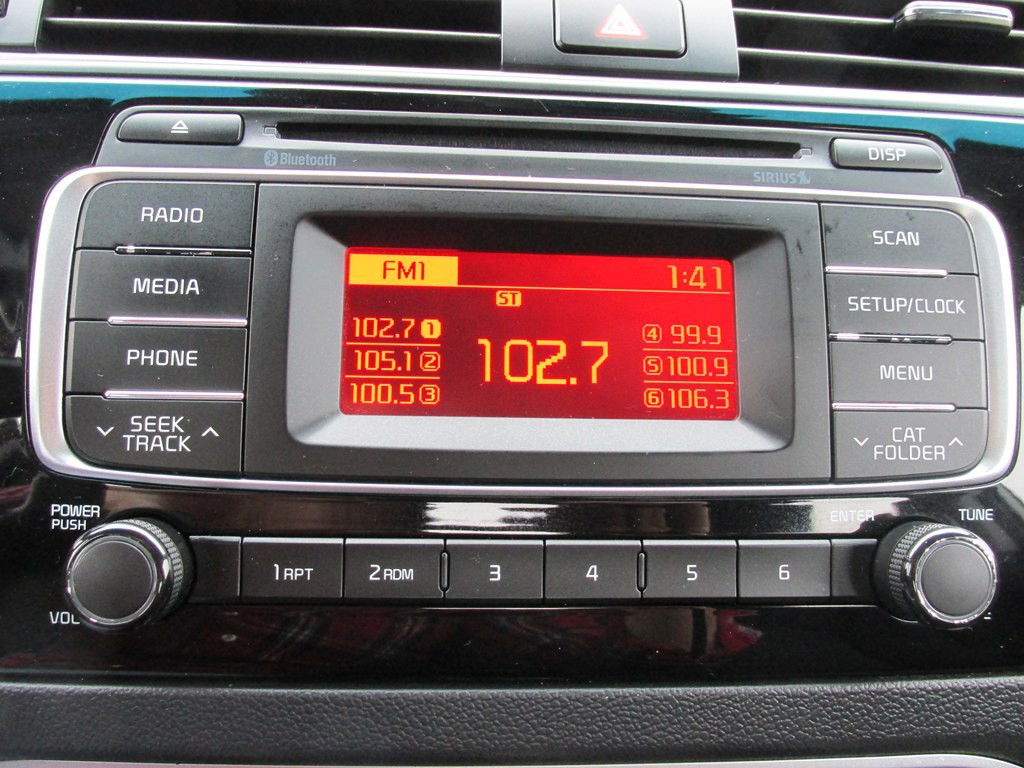 Bluetooth
SIRIUS
DISP
RADIO
MEDIA
PHONE
SEEK
TRACK
FM1
1:41
ST
102.7 1
105.1 2
100.5 3
102.7
4 99.9
5 100.9
6 106.3
SCAN
SETUP/CLOCK
MENU
CAT
FOLDER
POWER
PUSH
VOL
1 RPT
2 RDM
3
4
5
6
ENTER
TUNE